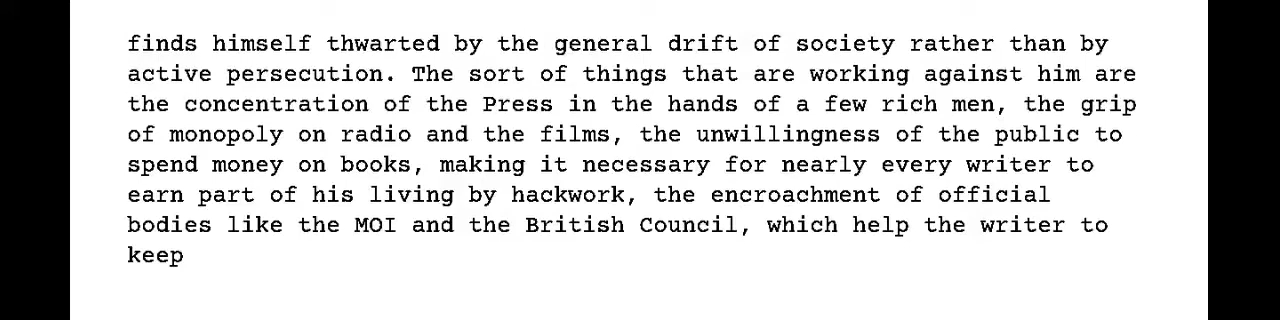 finds himself thwarted by the general drift of society rather than by
active persecution. The sort of things that are working against him are
the concentration of the Press in the hands of a few rich men, the grip
of monopoly on radio and the films, the unwillingness of the public to
spend money on books, making it necessary for nearly every writer to
earn part of his living by hackwork, the encroachment of official
bodies like the MOI and the British Council, which help the writer to
keep